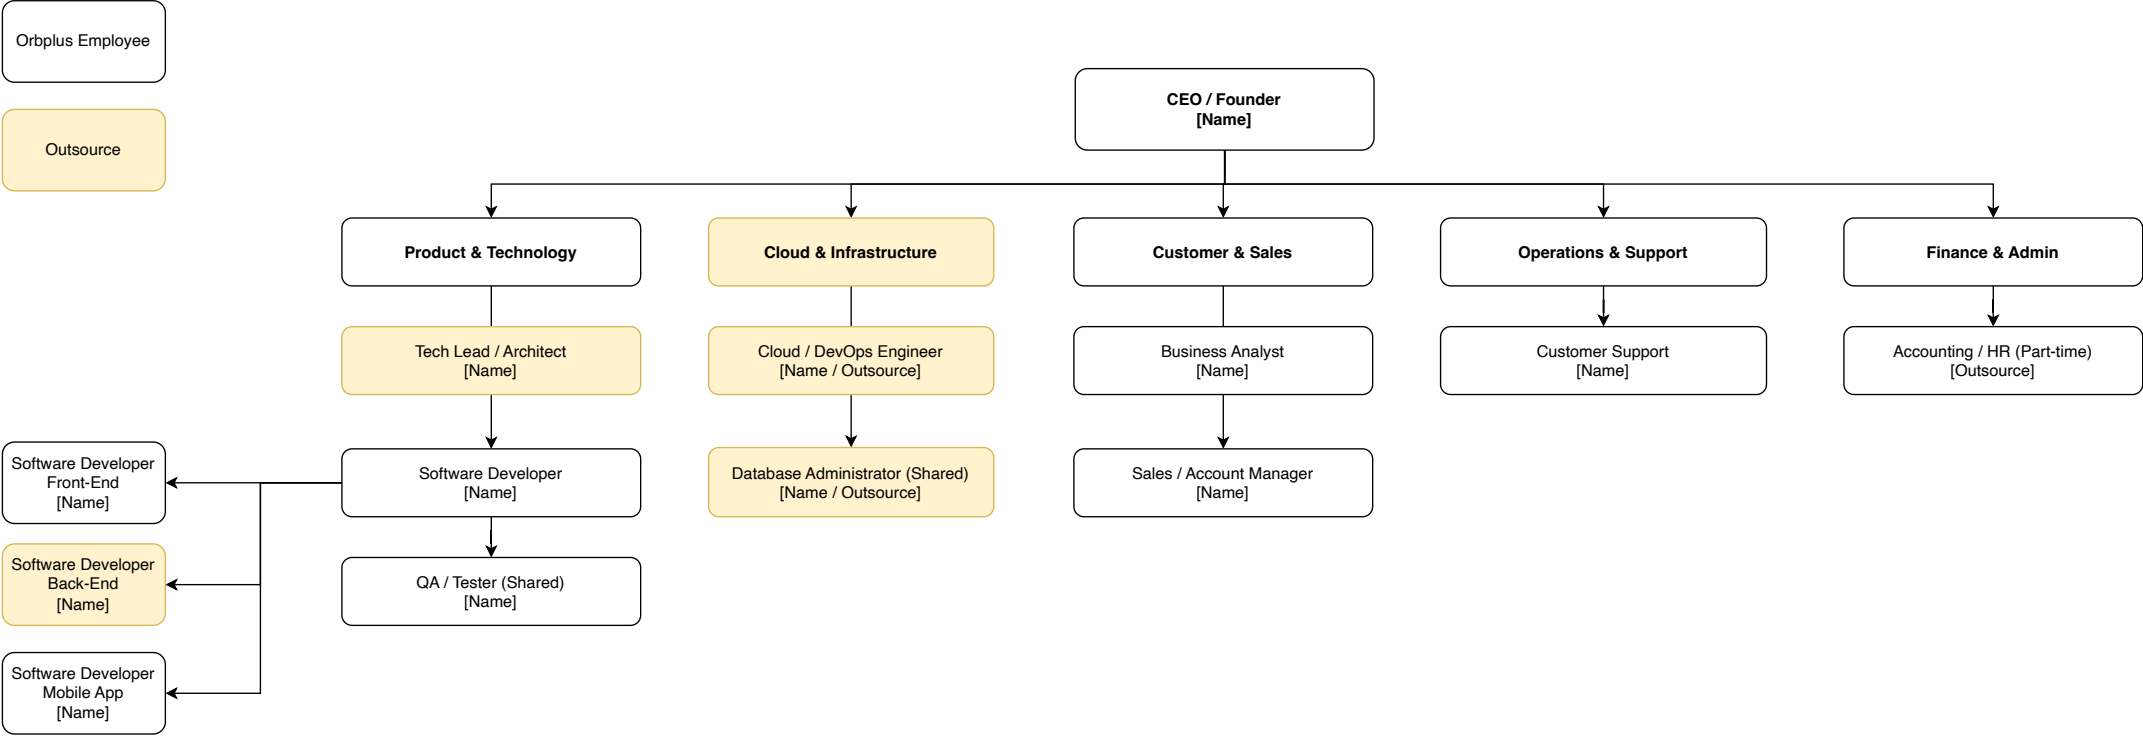 Orbplus Employee
Outsource
CEO / Founder
[Name]
Product & Technology
Cloud & Infrastructure
Customer & Sales
Operations & Support
Finance & Admin
Tech Lead / Architect
[Name]
Cloud / DevOps Engineer
[Name / Outsource]
Business Analyst
[Name]
Customer Support
[Name]
Accounting / HR (Part-time)
[Outsource]
Software Developer
Front-End
[Name]
Software Developer
[Name]
Database Administrator (Shared)
[Name / Outsource]
Sales / Account Manager
[Name]
Software Developer
Back-End
[Name]
QA / Tester (Shared)
[Name]
Software Developer
Mobile App
[Name]